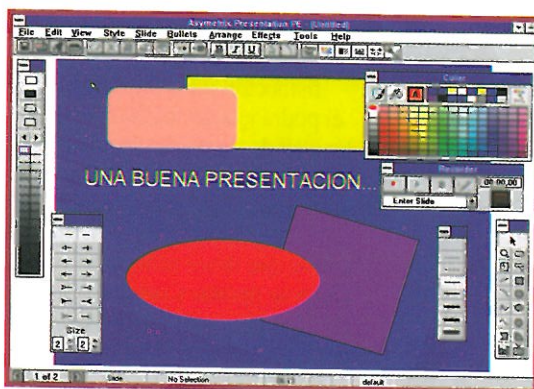 Asymetrix Presentation PE - (Untitled)
File Edit View Style Slide Bullets Arrange Effects Tools Help
B I U
Color
A
UNA BUENA PRESENTACION...
Recorder
00:00,00
Enter Slide
Size
2 2
1 of 2 Slide No Selection default